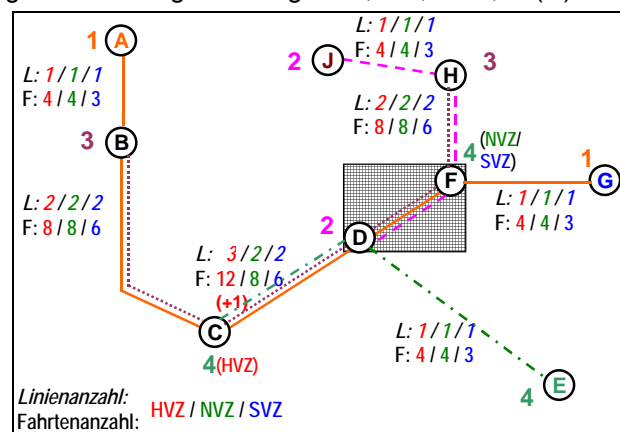 1 A
L: 1/1/1
F: 4/4/3
2 J
L: 1/1/1
F: 4/4/3
H 3
L: 2/2/2
F: 8/8/6
3 B
4 (NVZ/
SVZ)
F
1
G
L: 1/1/1
F: 4/4/3
L: 2/2/2
F: 8/8/6
2 D
L: 3/2/2
F: 12/8/6
(+1)
C
4(HVZ)
L: 1/1/1
F: 4/4/3
4 E
Linienanzahl:
Fahrtenanzahl: HVZ / NVZ / SVZ